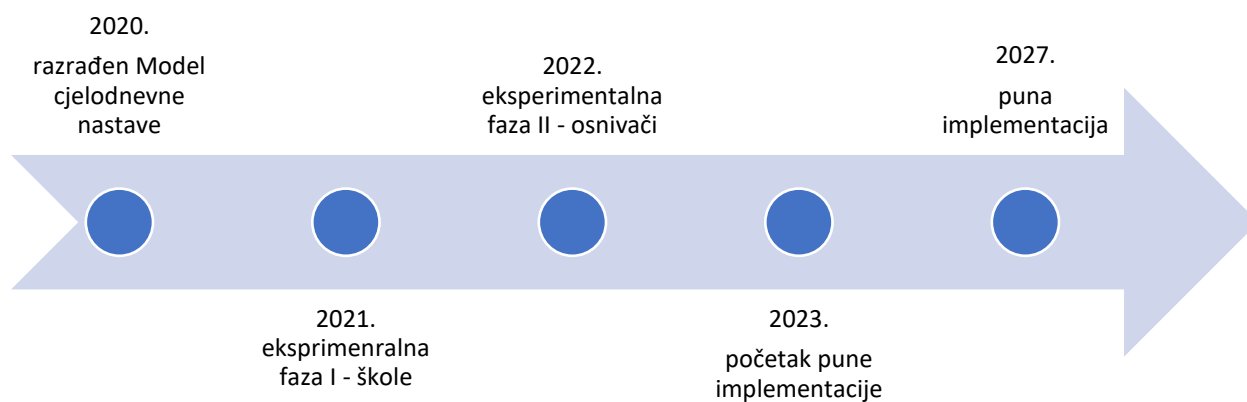 2020.
razrađen Model
cjelodnevne
nastave
2021.
eksprimenralna
faza I - škole
2022.
eksperimentalna
faza II - osnivači
2023.
početak pune
implementacije
2027.
puna
implementacija